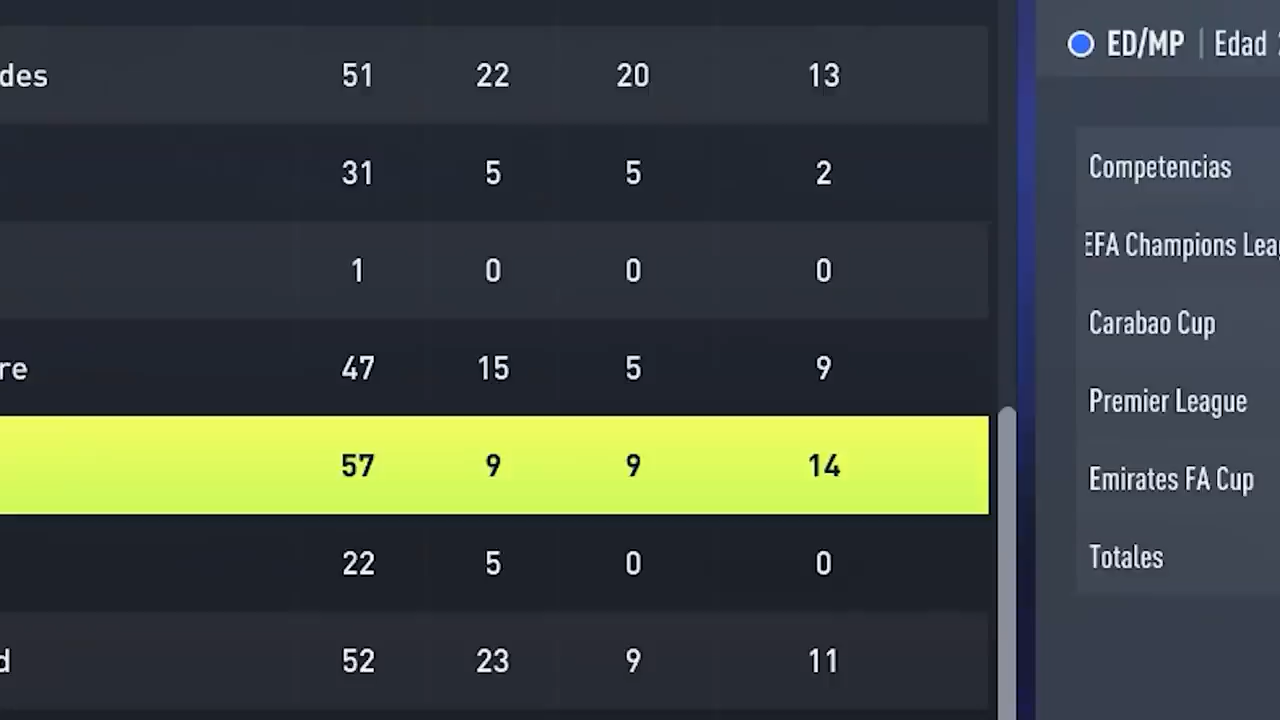 des 51 22 20 13
31 5 5 2
1 0 0 0
re 47 15 5 9
57 9 9 14
22 5 0 0
d 52 23 9 11
ED/MP | Edad
Competencias
EFA Champions Lea
Carabao Cup
Premier League
Emirates FA Cup
Totales